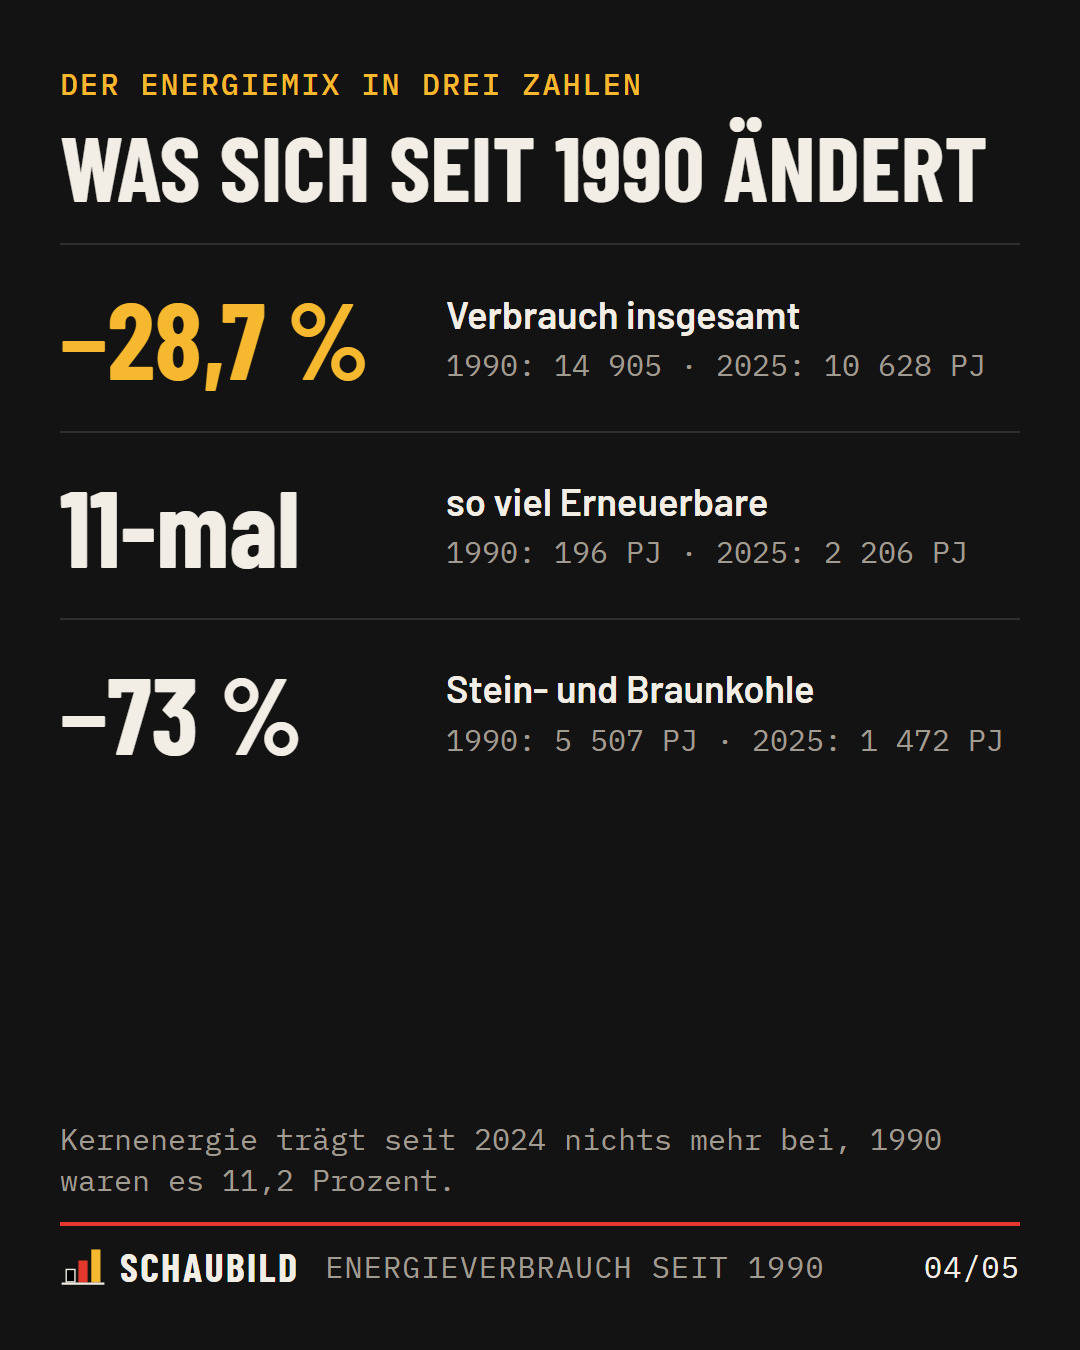 DER ENERGIEMIX IN DREI ZAHLEN
WAS SICH SEIT 1990 ÄNDERT
–28,7 %
Verbrauch insgesamt
1990: 14 905 · 2025: 10 628 PJ
11-mal
so viel Erneuerbare
1990: 196 PJ · 2025: 2 206 PJ
–73 %
Stein- und Braunkohle
1990: 5 507 PJ · 2025: 1 472 PJ
Kernenergie trägt seit 2024 nichts mehr bei, 1990
waren es 11,2 Prozent.
SCHAUBILD ENERGIEVERBRAUCH SEIT 1990 04/05